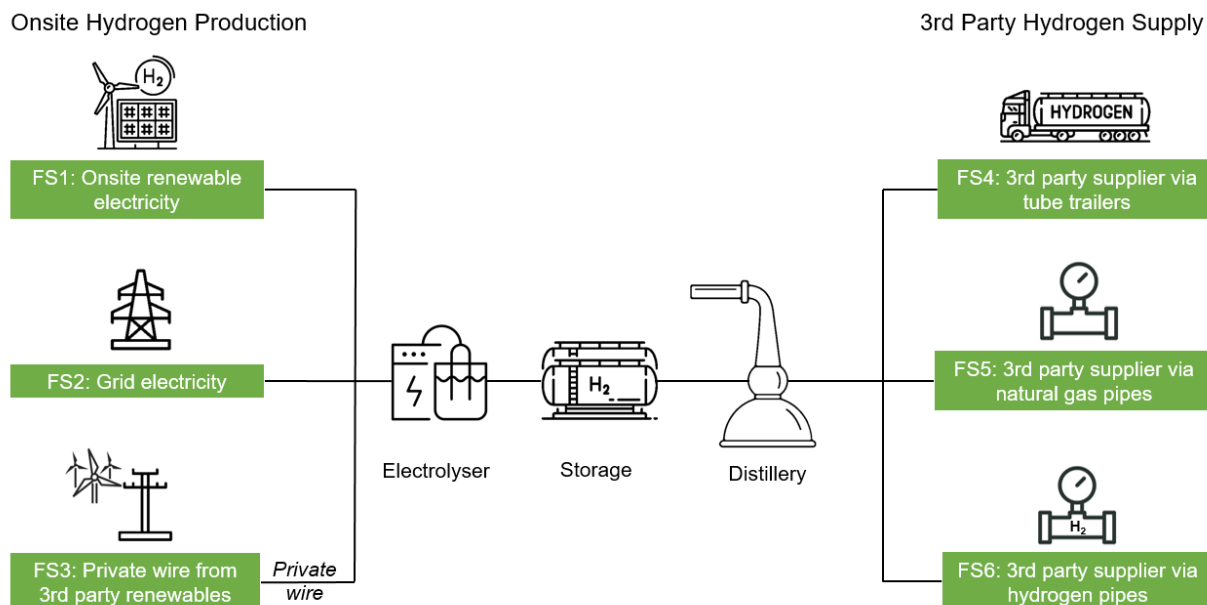 Onsite Hydrogen Production
3rd Party Hydrogen Supply
H2
HYDROGEN
FS1: Onsite renewable
electricity
FS4: 3rd party supplier via
tube trailers
FS2: Grid electricity
H2
FS5: 3rd party supplier via
natural gas pipes
Electrolyser
Storage
Distillery
H2
FS3: Private wire from
3rd party renewables
Private
wire
FS6: 3rd party supplier via
hydrogen pipes